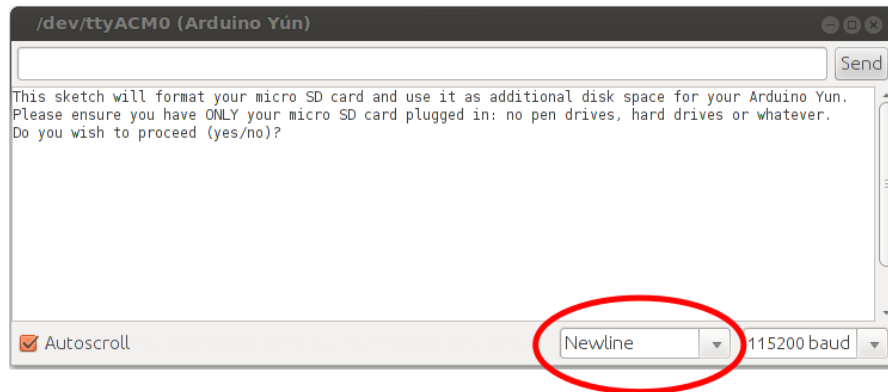 /dev/ttyACM0 (Arduino Yún)
Send
This sketch will format your micro SD card and use it as additional disk space for your Arduino Yun.
Please ensure you have ONLY your micro SD card plugged in: no pen drives, hard drives or whatever.
Do you wish to proceed (yes/no)?
Autoscroll
Newline
115200 baud